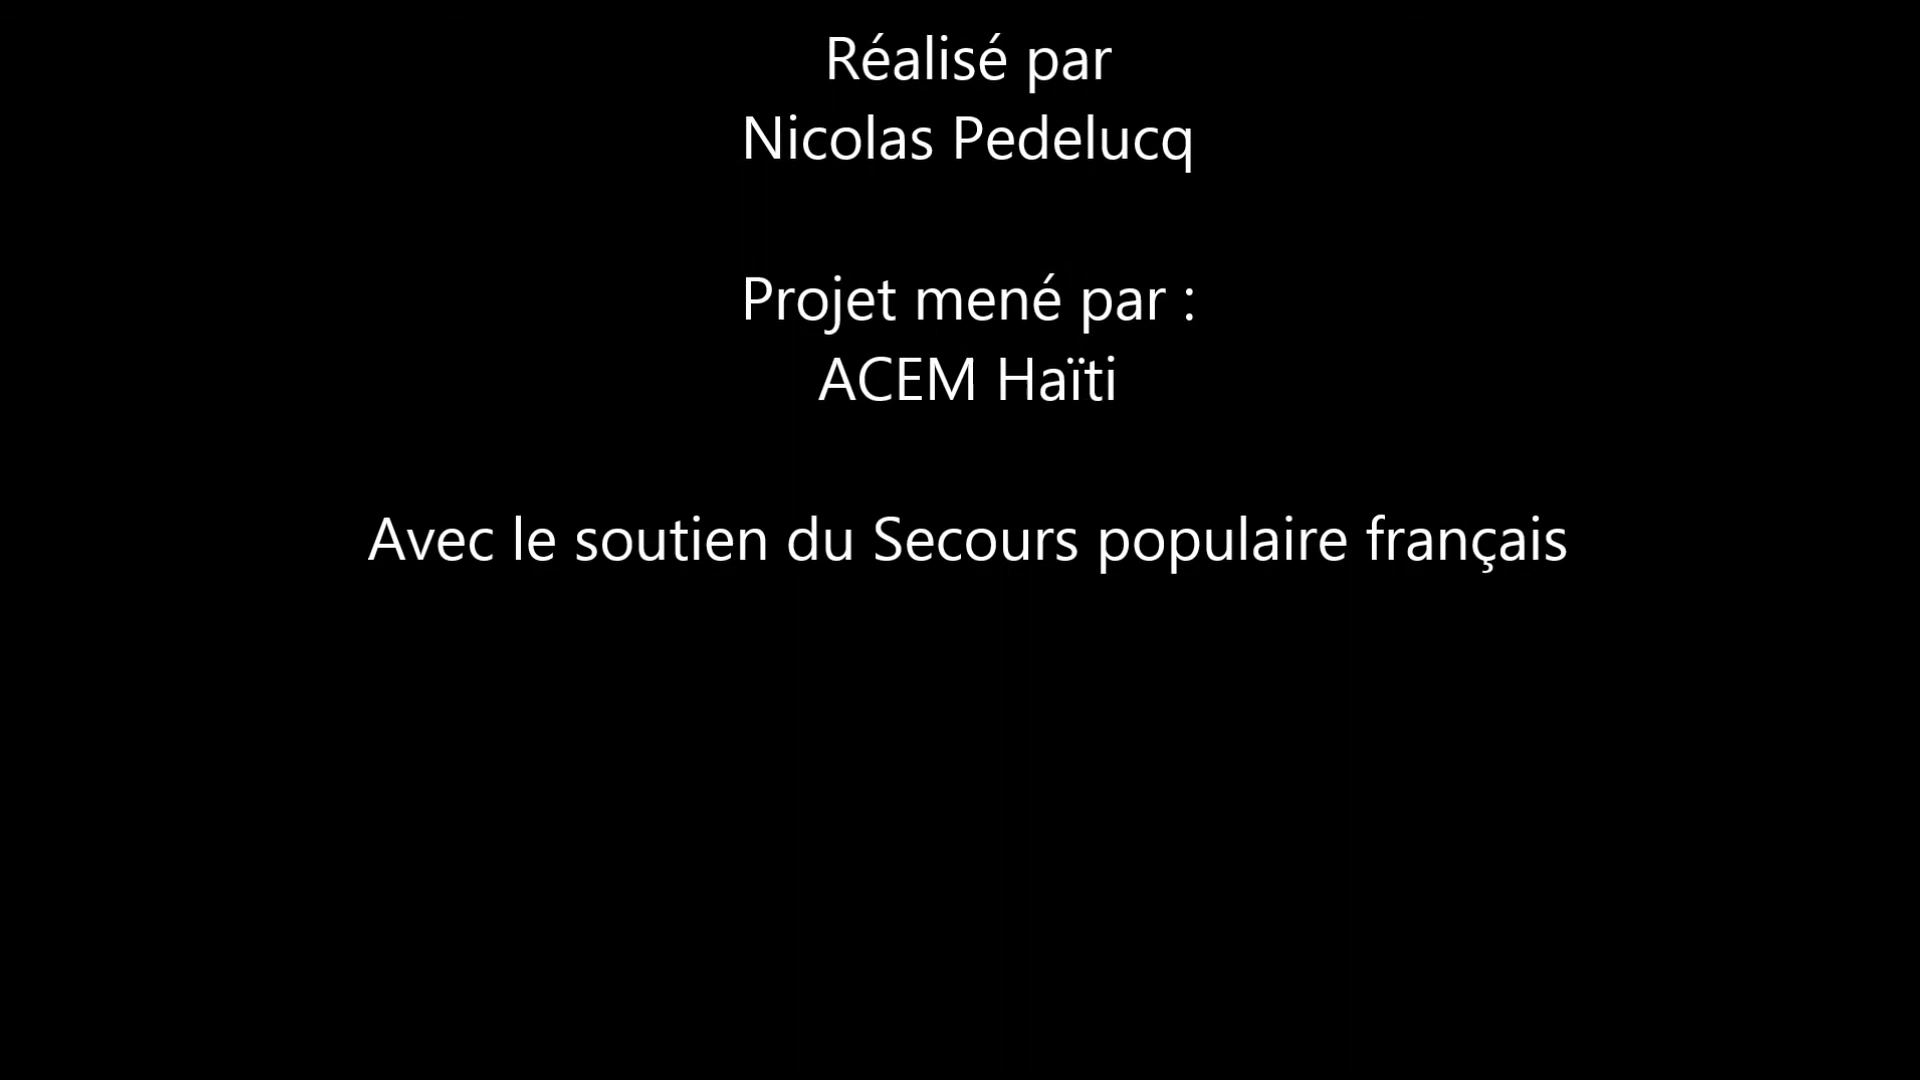 Réalisé par
Nicolas Pedelucq
Projet mené par :
ACEM Haïti
Avec le soutien du Secours populaire français